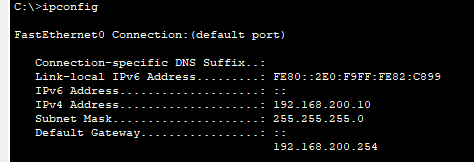 C:\>ipconfig
FastEthernet0 Connection:(default port)
Connection-specific DNS Suffix..:
Link-local IPv6 Address.........: FE80::2E0:F9FF:FE82:C899
IPv6 Address....................: ::
IPv4 Address....................: 192.168.200.10
Subnet Mask.....................: 255.255.255.0
Default Gateway.................: ::
192.168.200.254